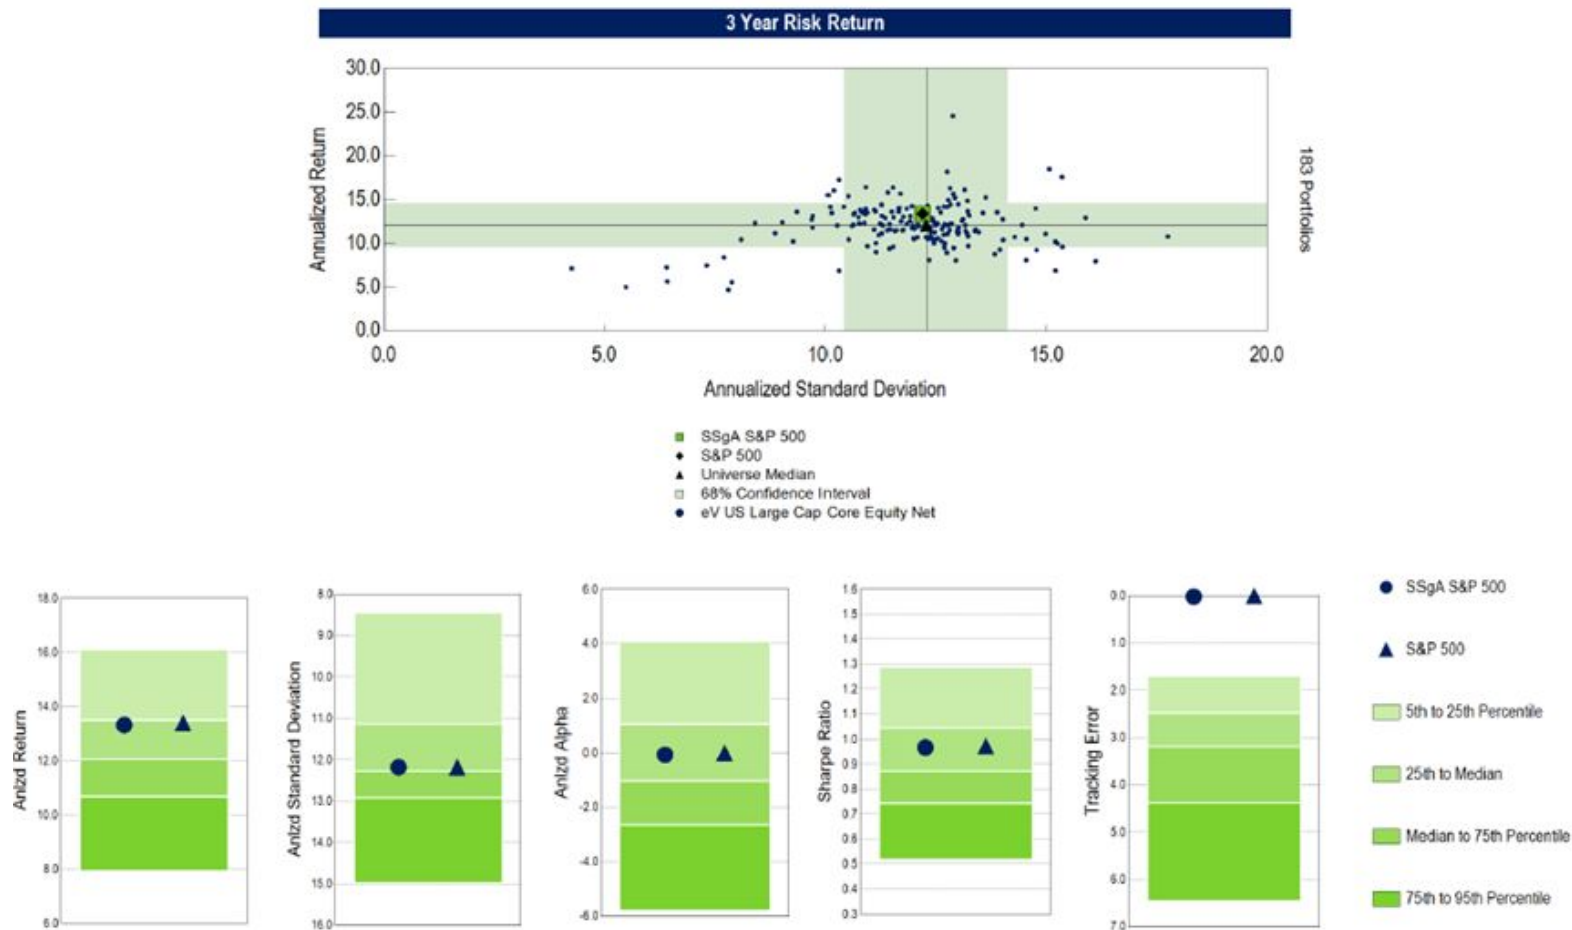 3 Year Risk Return
30.0
25.0
20.0
15.0
10.0
5.0
0.0
Annualized Return
0.0 5.0 10.0 15.0 20.0
Annualized Standard Deviation
183 Portfolios
SSgA S&P 500
S&P 500
Universe Median
68% Confidence Interval
eV US Large Cap Core Equity Net
Anlzd Return
18.0
16.0
14.0
12.0
10.0
8.0
6.0
Anlzd Standard Deviation
8.0
9.0
10.0
11.0
12.0
13.0
14.0
15.0
16.0
Anlzd Alpha
6.0
4.0
2.0
0.0
-2.0
-4.0
-6.0
Sharpe Ratio
1.6
1.5
1.4
1.3
1.2
1.1
1.0
0.9
0.8
0.7
0.6
0.5
0.4
0.3
Tracking Error
0.0
1.0
2.0
3.0
4.0
5.0
6.0
7.0
SSgA S&P 500
S&P 500
5th to 25th Percentile
25th to Median
Median to 75th Percentile
75th to 95th Percentile